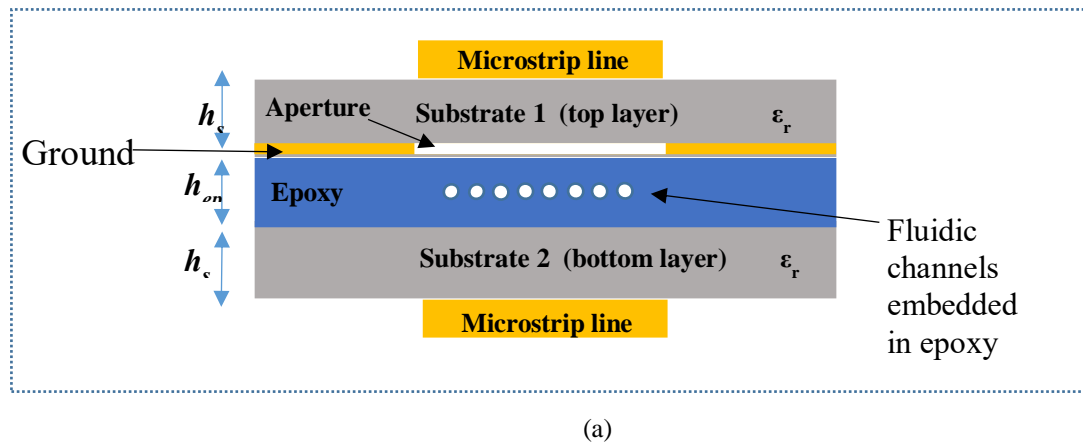 Microstrip line
Aperture
Substrate 1 (top layer)
εr
hs
Ground
Epoxy
hep
Substrate 2 (bottom layer)
εr
hs
Fluidic
channels
embedded
in epoxy
Microstrip line
(a)